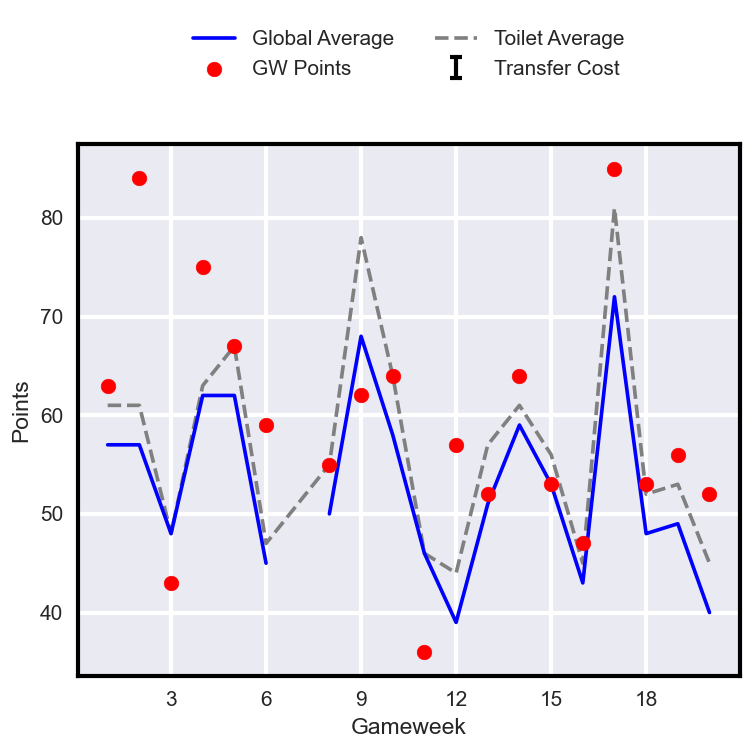 Global Average
Toilet Average
GW Points
Transfer Cost
80
70
60
50
40
Points
3 6 9 12 15 18
Gameweek